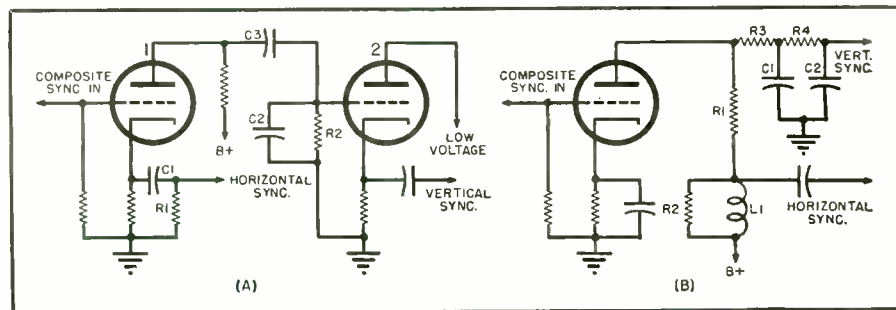 1
C3
2
COMPOSITE
SYNC IN
C2
R2
B+
LOW
VOLTAGE
C1
R1
HORIZONTAL
SYNC.
VERTICAL
SYNC.
(A)
R3
R4
VERT.
SYNC.
C1
C2
COMPOSITE
SYNC IN
R1
R2
L1
HORIZONTAL
SYNC.
B+
(B)